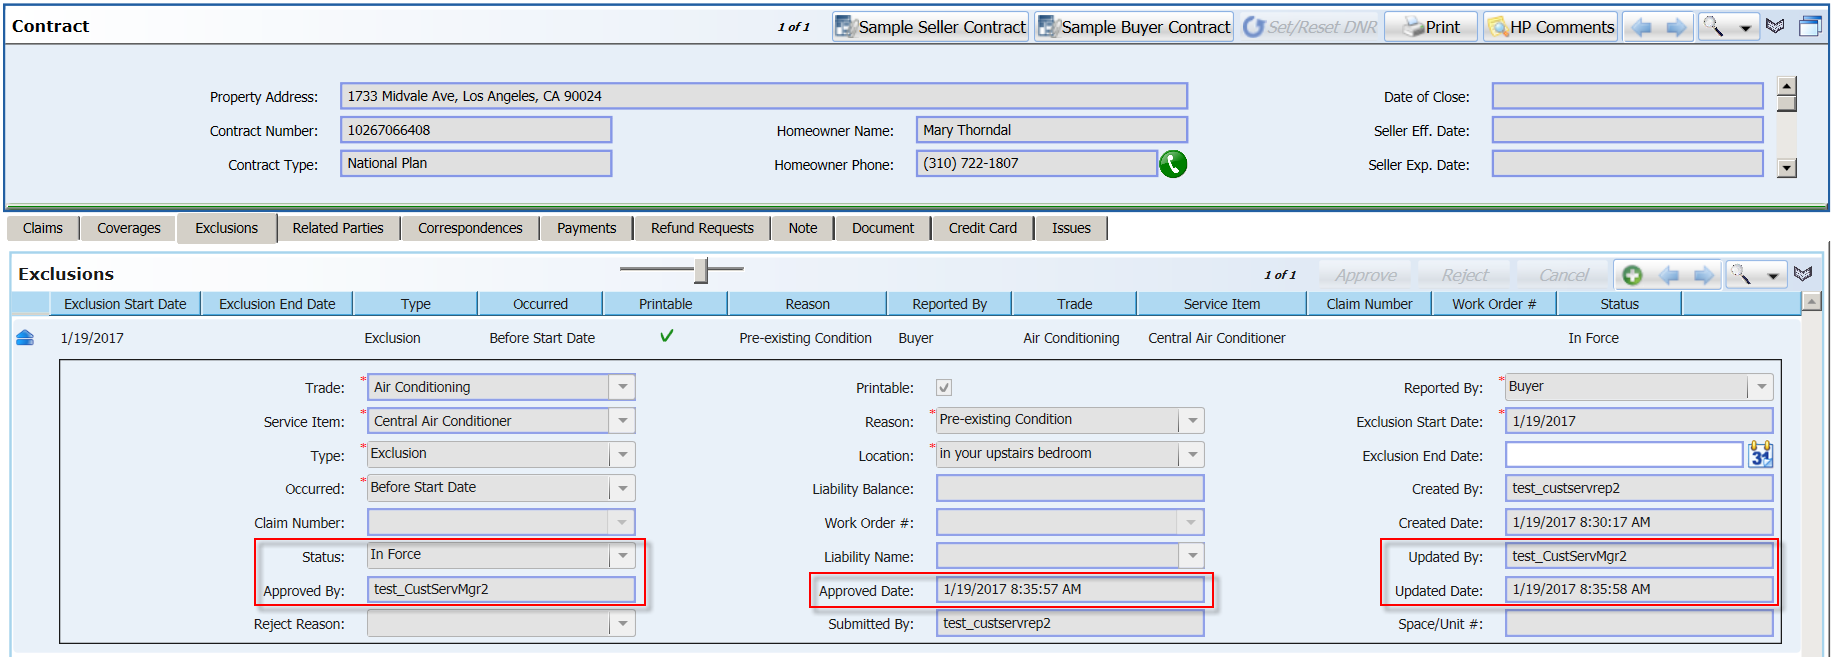 Contract 1 of 1 Sample Seller Contract Sample Buyer Contract Set/Reset DNR Print HP Comments
Property Address: 1733 Midvale Ave, Los Angeles, CA 90024 Date of Close:
Contract Number: 10267066408 Homeowner Name: Mary Thorndal Seller Eff. Date:
Contract Type: National Plan Homeowner Phone: (310) 722-1807 Seller Exp. Date:
Claims Coverages Exclusions Related Parties Correspondences Payments Refund Requests Note Document Credit Card Issues
Exclusions 1 of 1 Approve Reject Cancel
Exclusion Start Date Exclusion End Date Type Occurred Printable Reason Reported By Trade Service Item Claim Number Work Order # Status
1/19/2017 Exclusion Before Start Date Pre-existing Condition Buyer Air Conditioning Central Air Conditioner In Force
Trade: * Air Conditioning Printable: Reported By: * Buyer
Service Item: * Central Air Conditioner Reason: * Pre-existing Condition Exclusion Start Date: * 1/19/2017
Type: * Exclusion Location: * in your upstairs bedroom Exclusion End Date: 31
Occurred: * Before Start Date Liability Balance: Created By: test_custservrep2
Claim Number: Work Order #: Created Date: 1/19/2017 8:30:17 AM
Status: In Force Liability Name: Updated By: test_CustServMgr2
Approved By: test_CustServMgr2 Approved Date: 1/19/2017 8:35:57 AM Updated Date: 1/19/2017 8:35:58 AM
Reject Reason: Submitted By: test_custservrep2 Space/Unit #: